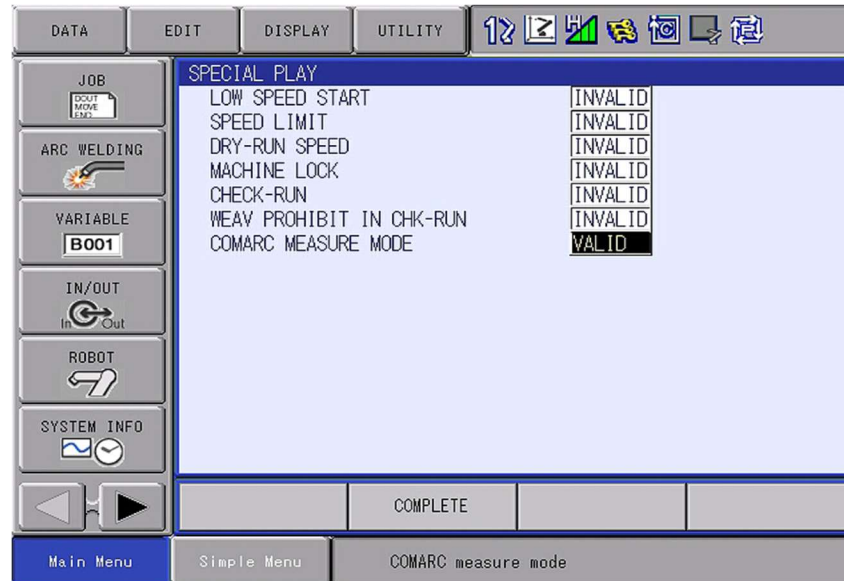 DATA EDIT DISPLAY UTILITY
JOB
DOUT
MOVE
END
ARC WELDING
VARIABLE
B001
IN/OUT
In Out
ROBOT
SYSTEM INFO
SPECIAL PLAY
LOW SPEED START INVALID
SPEED LIMIT INVALID
DRY-RUN SPEED INVALID
MACHINE LOCK INVALID
CHECK-RUN INVALID
WEAV PROHIBIT IN CHK-RUN INVALID
COMARC MEASURE MODE VALID
COMPLETE
Main Menu Simple Menu COMARC measure mode